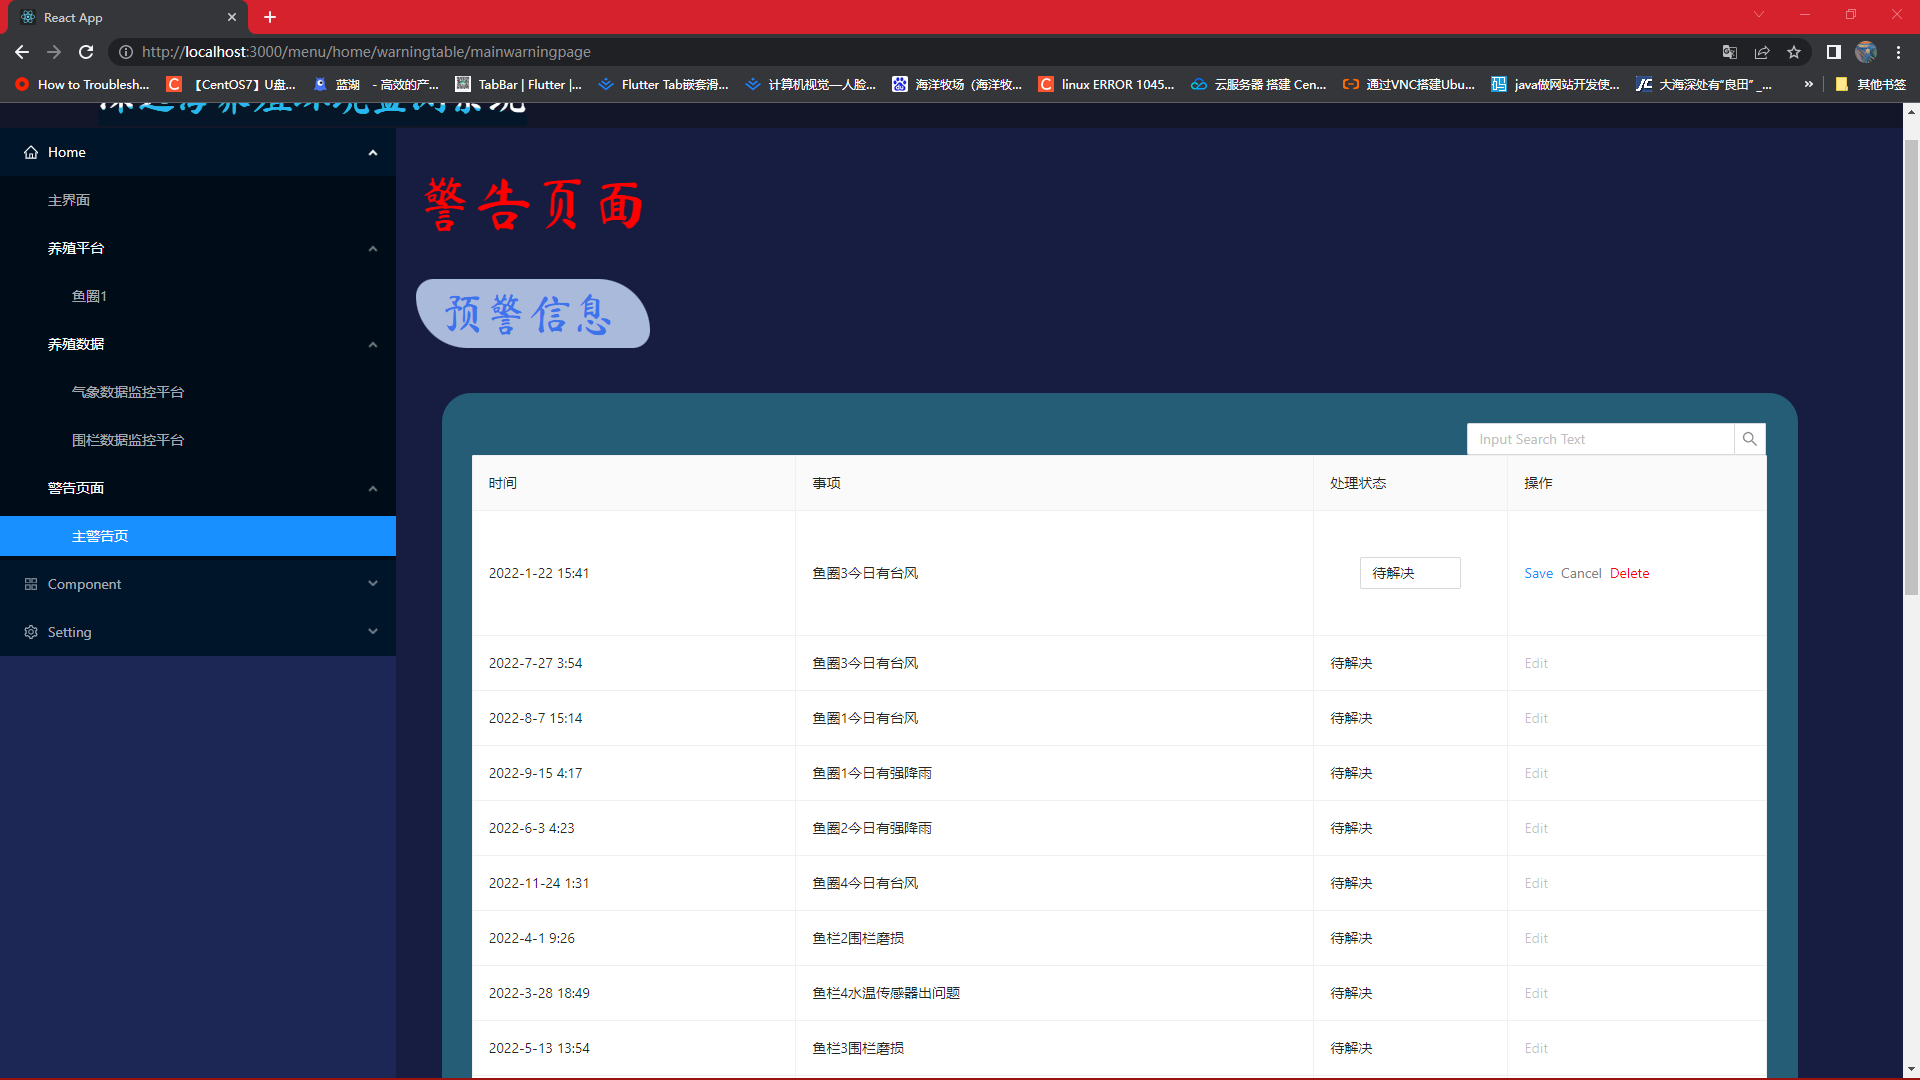 React App
http://localhost:3000/menu/home/warningtable/mainwarningpage
How to Troublesh... 【CentOS7】U盘... 蓝湖 - 高效的产... TabBar | Flutter |... Flutter Tab嵌套滑... 计算机视觉—人脸... 海洋牧场（海洋牧... linux ERROR 1045... 云服务器 搭建 Cen... 通过VNC搭建Ubu... java做网站开发使... 大海深处有“良田”_... » 其他书签
Home
主界面
养殖平台
鱼圈1
养殖数据
气象数据监控平台
围栏数据监控平台
警告页面
主警告页
Component
Setting
警告页面
预警信息
Input Search Text
时间 事项 处理状态 操作
2022-1-22 15:41 鱼圈3今日有台风 待解决 Save Cancel Delete
2022-7-27 3:54 鱼圈3今日有台风 待解决 Edit
2022-8-7 15:14 鱼圈1今日有台风 待解决 Edit
2022-9-15 4:17 鱼圈1今日有强降雨 待解决 Edit
2022-6-3 4:23 鱼圈2今日有强降雨 待解决 Edit
2022-11-24 1:31 鱼圈4今日有台风 待解决 Edit
2022-4-1 9:26 鱼栏2围栏磨损 待解决 Edit
2022-3-28 18:49 鱼栏4水温传感器出问题 待解决 Edit
2022-5-13 13:54 鱼栏3围栏磨损 待解决 Edit